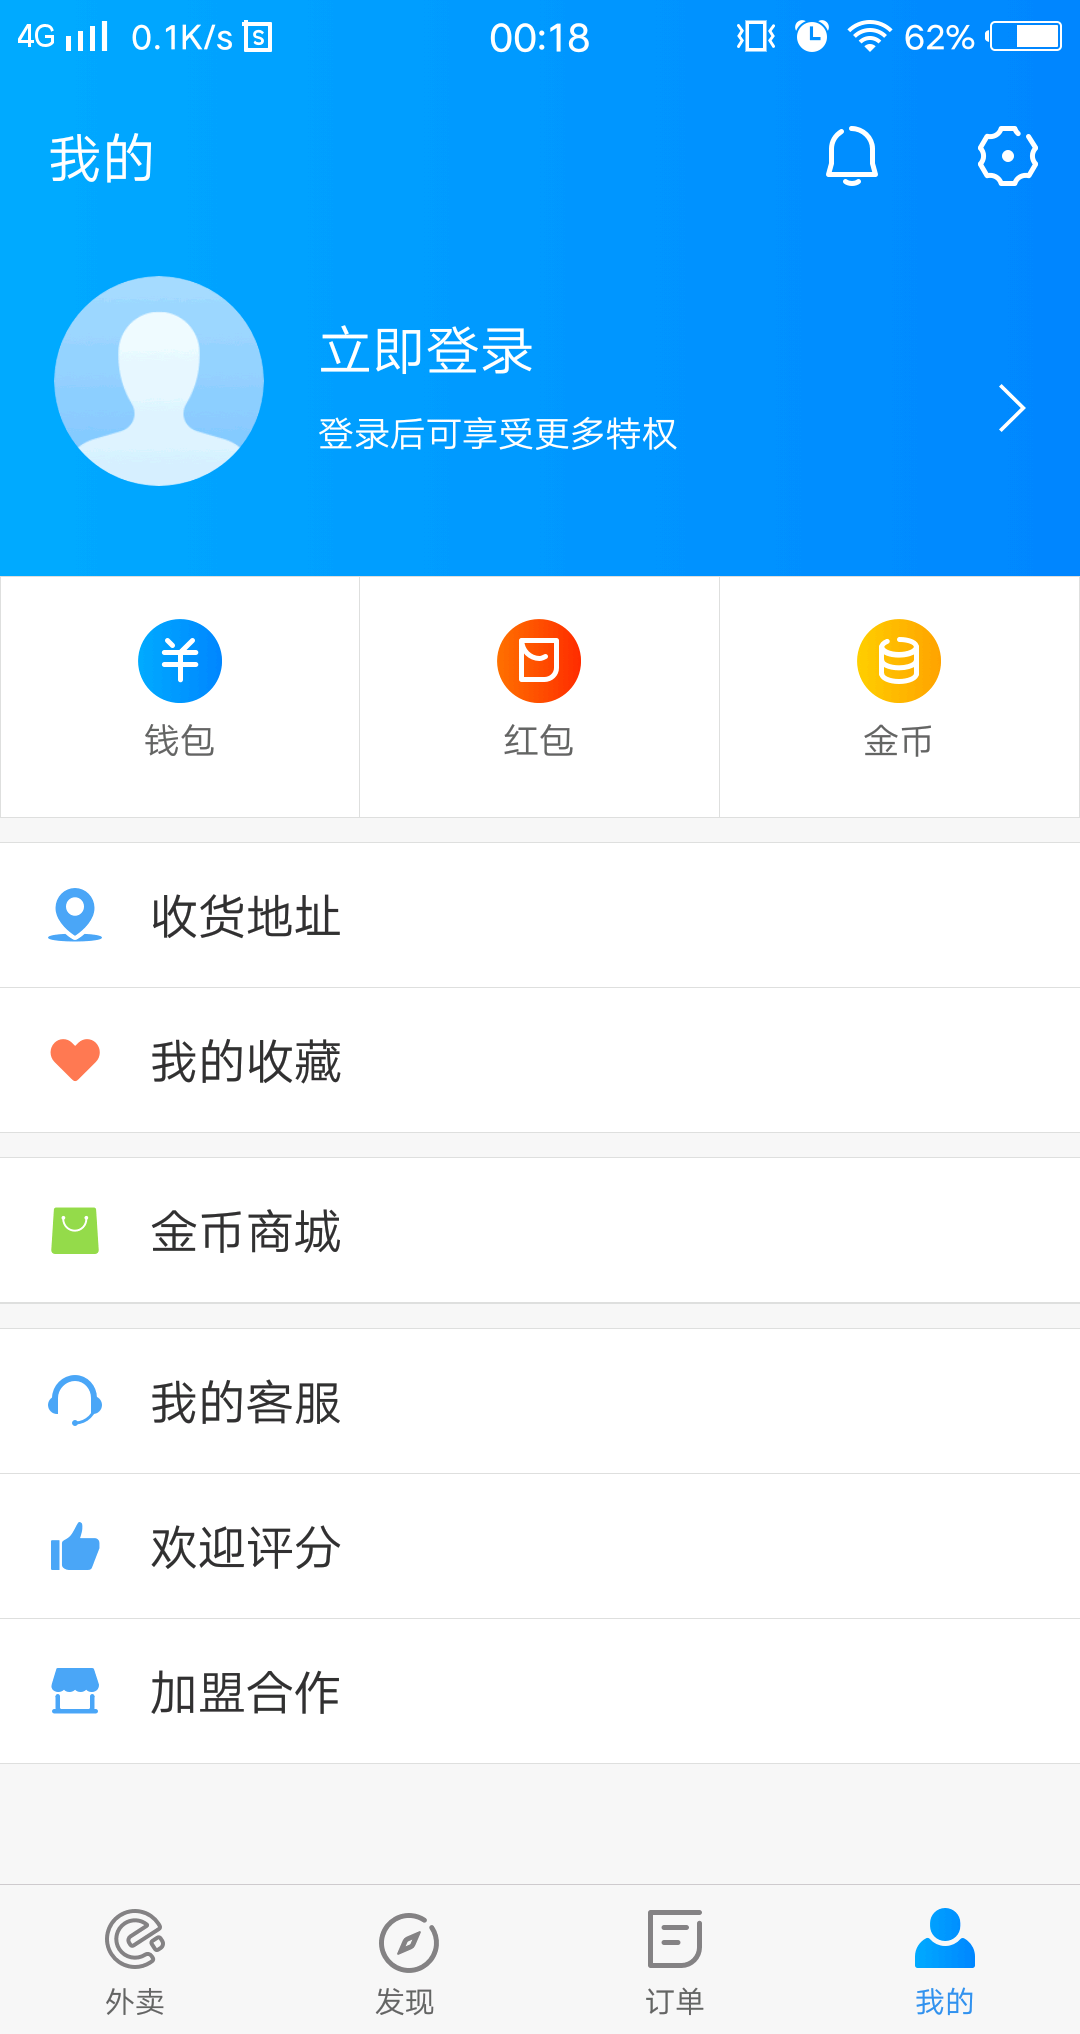 4G 0.1K/s 00:18 62%
我的
立即登录
登录后可享受更多特权
钱包 红包 金币
收货地址
我的收藏
金币商城
我的客服
欢迎评分
加盟合作
外卖 发现 订单 我的